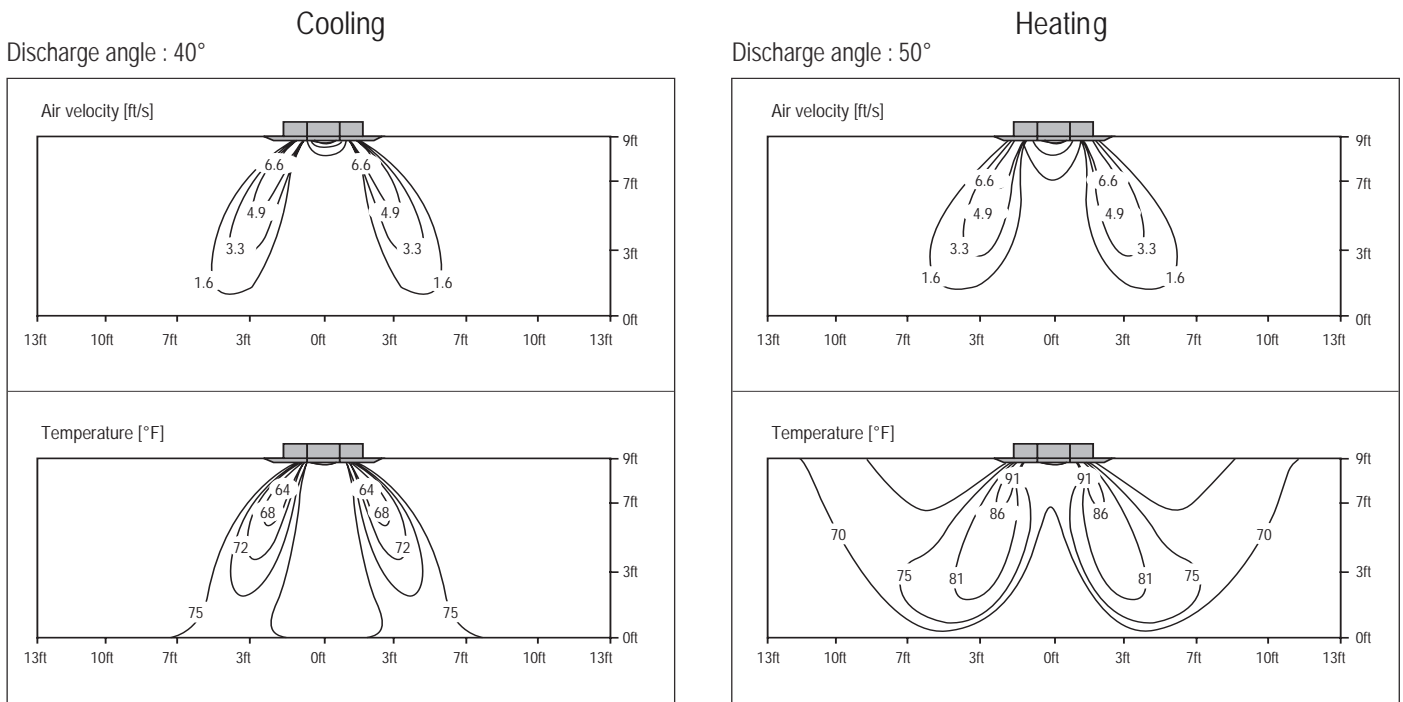 Cooling
Discharge angle : 40°
Air velocity [ft/s]
9ft
6.6 6.6
7ft
4.9 4.9
3.3 3.3
3ft
1.6 1.6
0ft
13ft 10ft 7ft 3ft 0ft 3ft 7ft 10ft 13ft
Temperature [°F]
9ft
64 64
7ft
68 68
72 72
3ft
75 75
0ft
13ft 10ft 7ft 3ft 0ft 3ft 7ft 10ft 13ft
Heating
Discharge angle : 50°
Air velocity [ft/s]
9ft
6.6 6.6
7ft
4.9 4.9
3.3 3.3
3ft
1.6 1.6
0ft
13ft 10ft 7ft 3ft 0ft 3ft 7ft 10ft 13ft
Temperature [°F]
9ft
91 91
7ft
86 86
70 70
75 81 81 75
3ft
0ft
13ft 10ft 7ft 3ft 0ft 3ft 7ft 10ft 13ft